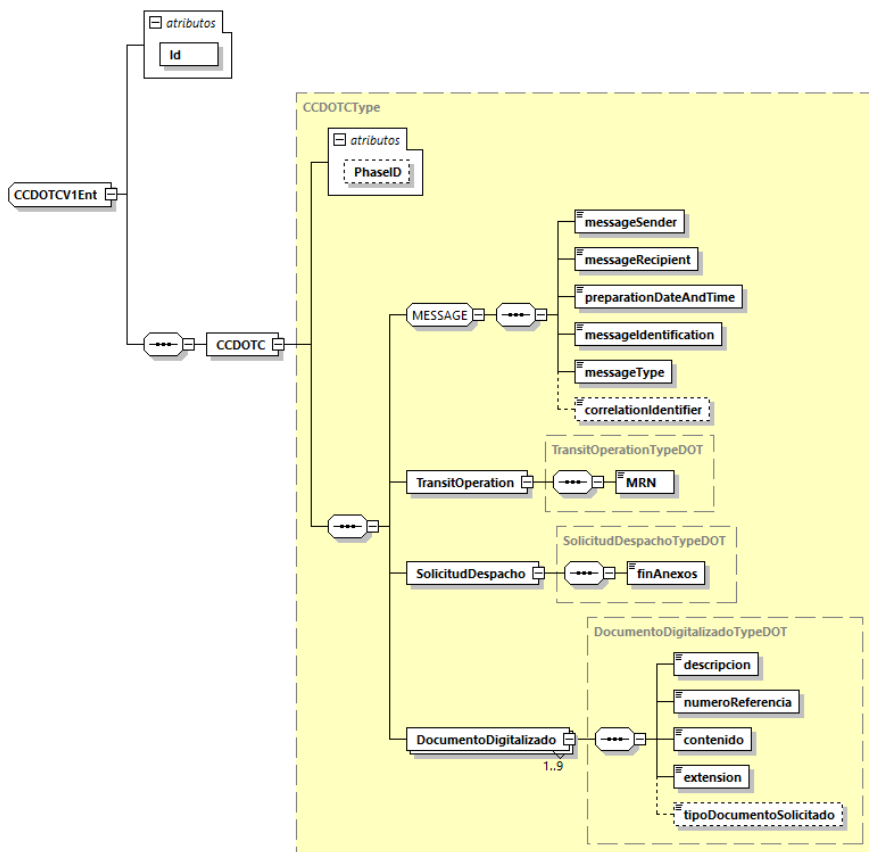 atributos
Id
CCDOTCType
atributos
PhaseID
CCDOTCV1Ent
messageSender
messageRecipient
preparationDateAndTime
MESSAGE
messageIdentification
CCDOTC
messageType
correlationIdentifier
TransitOperationTypeDOT
TransitOperation
MRN
SolicitudDespachoTypeDOT
SolicitudDespacho
finAnexos
DocumentoDigitalizadoTypeDOT
descripcion
numeroReferencia
DocumentoDigitalizado
contenido
1..9
extension
tipoDocumentoSolicitado